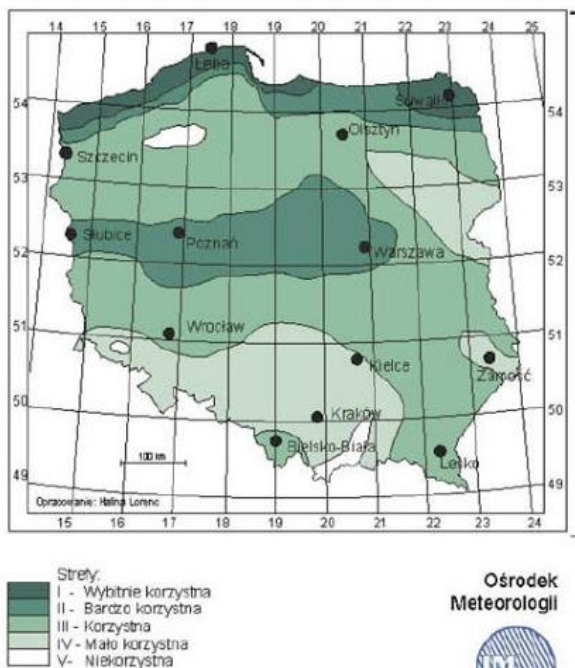 14 15 16 17 18 19 20 21 22 23 24 25
Łeba
54
Suwałki
54
Olsztyn
Szczecin
53
53
Słubice
Poznań
52
Warszawa
52
51
Wrocław
51
Kielce
Zamość
50
Kraków
50
Bielsko-Biała
Lesko
100 km
49
49
Opracowanie: Halina Lorenc
15 16 17 18 19 20 21 22 23 24
Strefy:
I - Wybitnie korzystna
II - Bardzo korzystna
III - Korzystna
IV - Mało korzystna
V- Niekorzystna
Ośrodek
Meteorologii